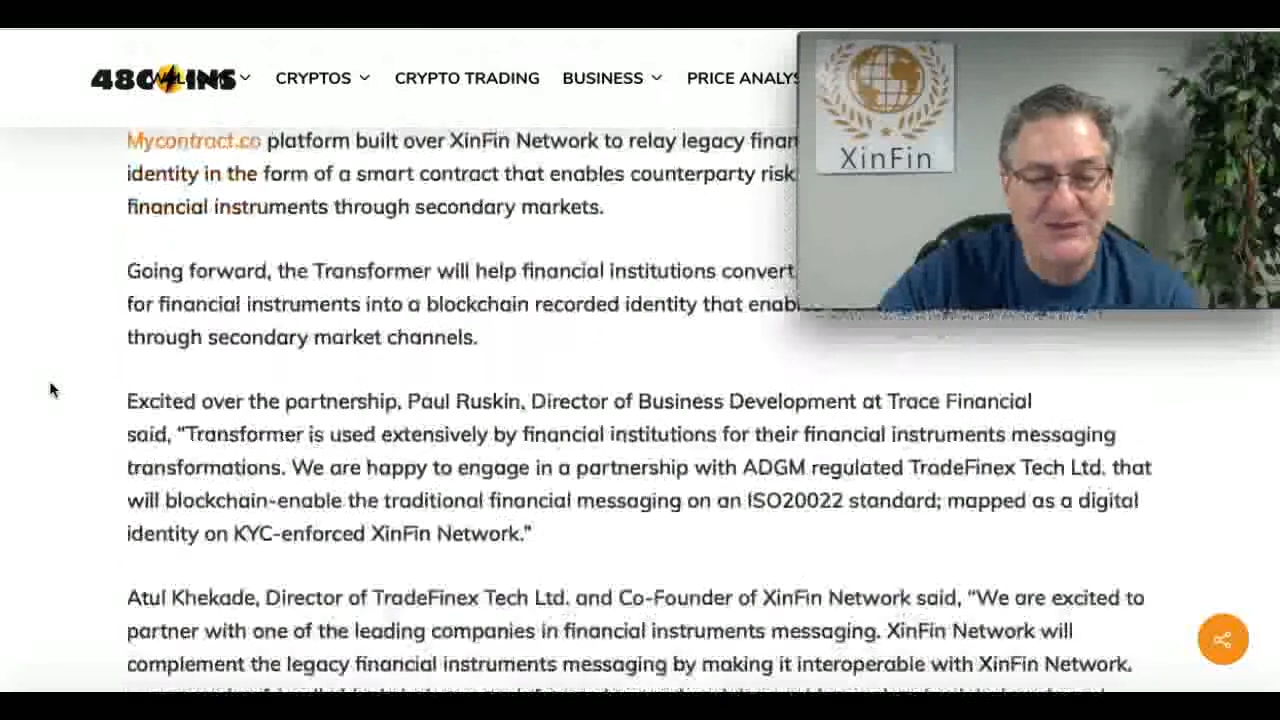 48COINS
CRYPTOS
CRYPTO TRADING
BUSINESS
PRICE ANALYS
XinFin
Mycontract.co platform built over XinFin Network to relay legacy finan
identity in the form of a smart contract that enables counterparty risk
financial instruments through secondary markets.
Going forward, the Transformer will help financial institutions convert
for financial instruments into a blockchain recorded identity that enab
through secondary market channels.
Excited over the partnership, Paul Ruskin, Director of Business Development at Trace Financial
said, "Transformer is used extensively by financial institutions for their financial instruments messaging
transformations. We are happy to engage in a partnership with ADGM regulated TradeFinex Tech Ltd. that
will blockchain-enable the traditional financial messaging on an ISO20022 standard; mapped as a digital
identity on KYC-enforced XinFin Network."
Atul Khekade, Director of TradeFinex Tech Ltd. and Co-Founder of XinFin Network said, "We are excited to
partner with one of the leading companies in financial instruments messaging. XinFin Network will
complement the legacy financial instruments messaging by making it interoperable with XinFin Network.